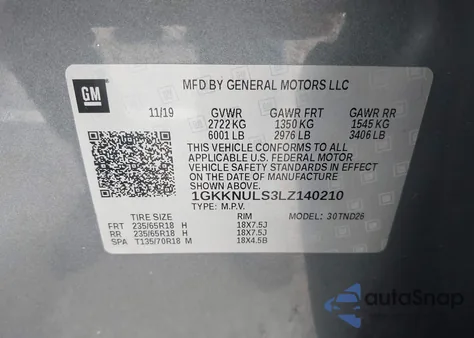 GM
MFD BY GENERAL MOTORS LLC
11/19 GVWR GAWR FRT GAWR RR
2722 KG 1350 KG 1545 KG
6001 LB 2976 LB 3406 LB
THIS VEHICLE CONFORMS TO ALL
APPLICABLE U.S. FEDERAL MOTOR
VEHICLE SAFETY STANDARDS IN EFFECT
ON THE DATE OF MANUFACTURE
SHOWN ABOVE.
1GKKNULS3LZ140210
TYPE: M.P.V. MODEL: 30TND26
TIRE SIZE RIM
FRT 235/65R18 H 18X7.5J
RR 235/65R18 H 18X7.5J
SPA T135/70R18 M 18X4.5B
autoSnap